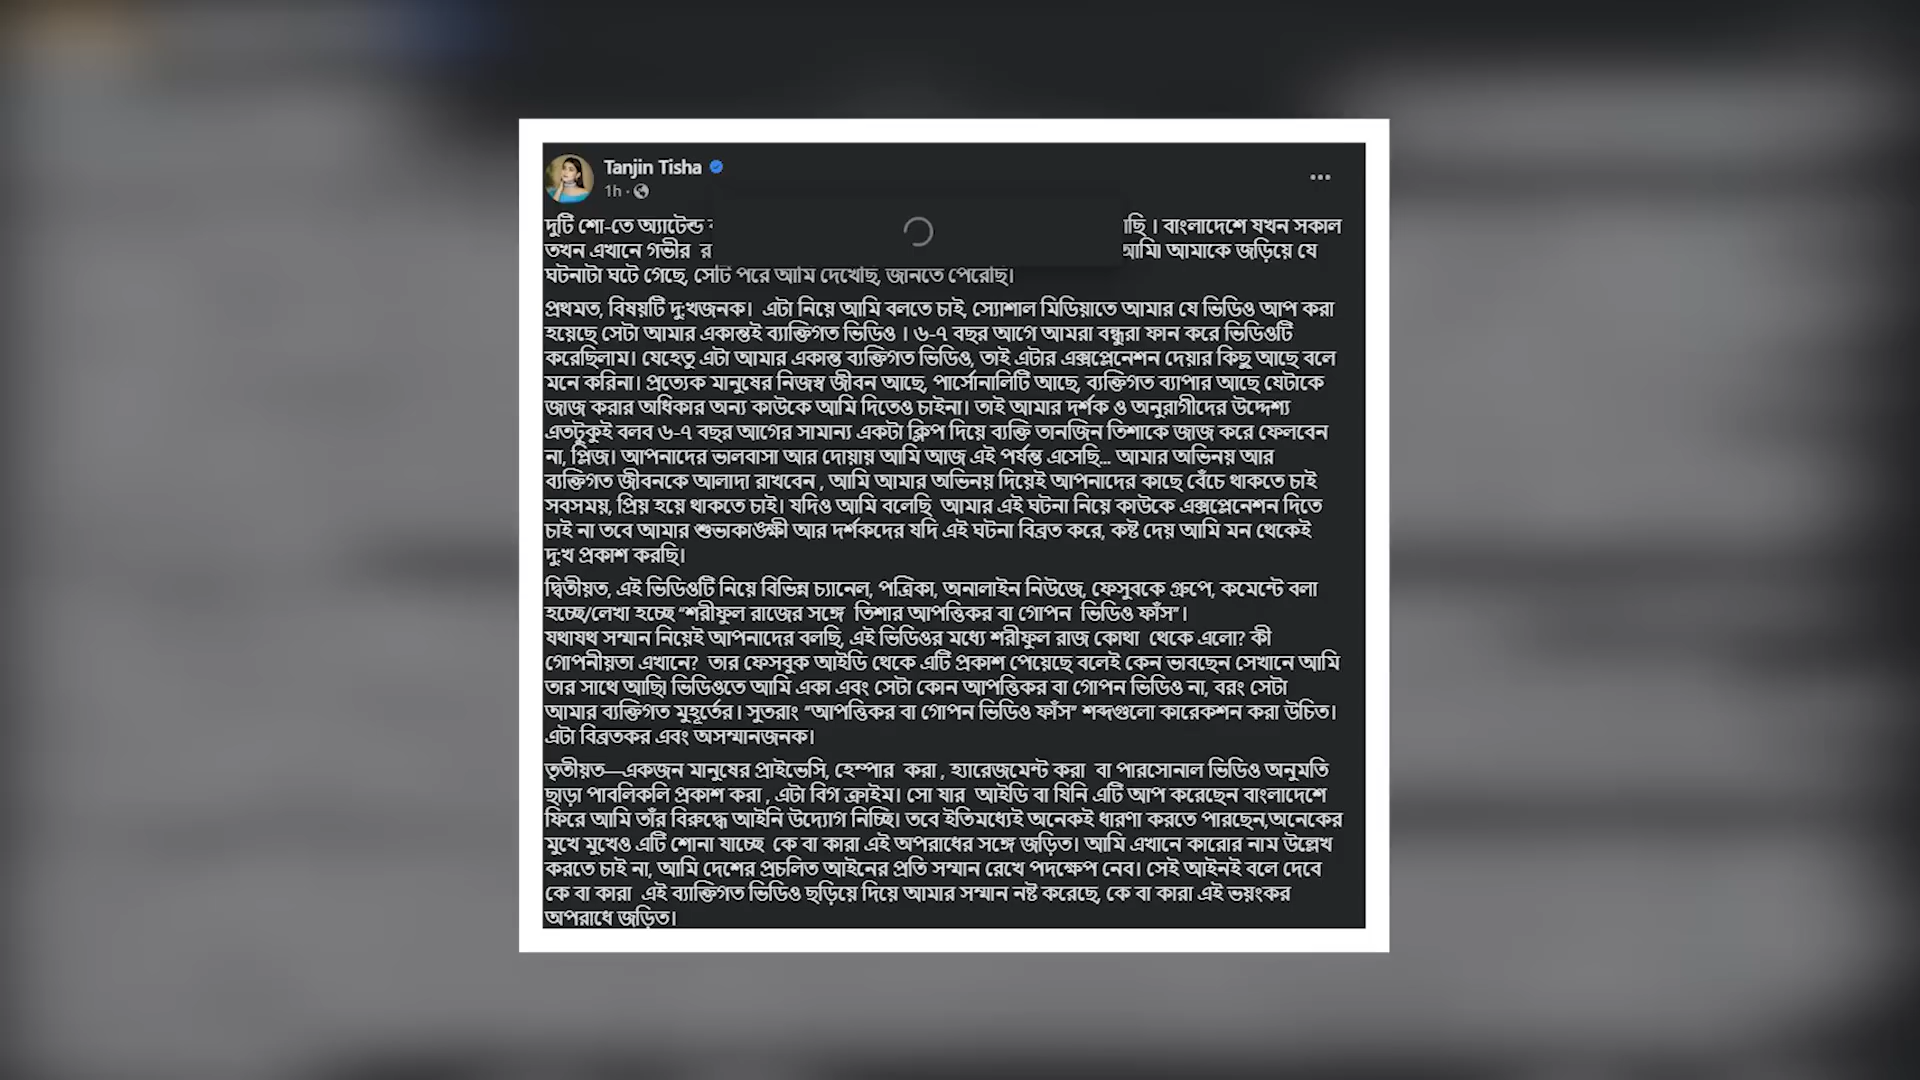 Tanjin Tisha
1h ·
দুটি শো-তে অ্যাটেন্ড ছি । বাংলাদেশে যখন সকাল
তখন এখানে গভীর র আমি৷ আমাকে জড়িয়ে যে
ঘটনাটা ঘটে গেছে, সেটি পরে আমি দেখেছি, জানতে পেরেছি।
প্রথমত, বিষয়টি দু:খজনক। এটা নিয়ে আমি বলতে চাই, স্যোশাল মিডিয়াতে আমার যে ভিডিও আপ করা
হয়েছে সেটা আমার একান্তই ব্যাক্তিগত ভিডিও । ৬-৭ বছর আগে আমরা বন্ধুরা ফান করে ভিডিওটি
করেছিলাম। যেহেতু এটা আমার একান্ত ব্যক্তিগত ভিডিও, তাই এটার এক্সপ্লেনেশন দেয়ার কিছু আছে বলে
মনে করিনা। প্রত্যেক মানুষের নিজস্ব জীবন আছে, পার্সোনালিটি আছে, ব্যক্তিগত ব্যাপার আছে যেটাকে
জাজ করার অধিকার অন্য কাউকে আমি দিতেও চাইনা। তাই আমার দর্শক ও অনুরাগীদের উদ্দেশ্য
এতটুকুই বলব ৬-৭ বছর আগের সামান্য একটা ক্লিপ দিয়ে ব্যক্তি তানজিন তিশাকে জাজ করে ফেলবেন
না, প্লিজ। আপনাদের ভালবাসা আর দোয়ায় আমি আজ এই পর্যন্ত এসেছি... আমার অভিনয় আর
ব্যক্তিগত জীবনকে আলাদা রাখবেন , আমি আমার অভিনয় দিয়েই আপনাদের কাছে বেঁচে থাকতে চাই
সবসময়, প্রিয় হয়ে থাকতে চাই। যদিও আমি বলেছি আমার এই ঘটনা নিয়ে কাউকে এক্সপ্লেনেশন দিতে
চাই না তবে আমার শুভাকাঙ্ক্ষী আর দর্শকদের যদি এই ঘটনা বিব্রত করে, কষ্ট দেয় আমি মন থেকেই
দু:খ প্রকাশ করছি।
দ্বিতীয়ত, এই ভিডিওটি নিয়ে বিভিন্ন চ্যানেল, পত্রিকা, অনালাইন নিউজে, ফেসুবকে গ্রুপে, কমেন্টে বলা
হচ্ছে/লেখা হচ্ছে “শরীফুল রাজের সঙ্গে তিশার আপত্তিকর বা গোপন ভিডিও ফাঁস”।
যথাযথ সম্মান নিয়েই আপনাদের বলছি, এই ভিডিওর মধ্যে শরীফুল রাজ কোথা থেকে এলো? কী
গোপনীয়তা এখানে? তার ফেসবুক আইডি থেকে এটি প্রকাশ পেয়েছে বলেই কেন ভাবছেন সেখানে আমি
তার সাথে আছি৷ ভিডিওতে আমি একা এবং সেটা কোন আপত্তিকর বা গোপন ভিডিও না, বরং সেটা
আমার ব্যক্তিগত মুহূর্তের। সুতরাং “আপত্তিকর বা গোপন ভিডিও ফাঁস” শব্দগুলো কারেকশন করা উচিত।
এটা বিব্রতকর এবং অসম্মানজনক।
তৃতীয়ত—একজন মানুষের প্রাইভেসি, হেম্পার করা , হ্যারেজমেন্ট করা বা পারসোনাল ভিডিও অনুমতি
ছাড়া পাবলিকলি প্রকাশ করা , এটা বিগ ক্রাইম। সো যার আইডি বা যিনি এটি আপ করেছেন বাংলাদেশে
ফিরে আমি তাঁর বিরুদ্ধে আইনি উদ্যোগ নিচ্ছি। তবে ইতিমধ্যেই অনেকই ধারণা করতে পারছেন,অনেকের
মুখে মুখেও এটি শোনা যাচ্ছে কে বা কারা এই অপরাধের সঙ্গে জড়িত। আমি এখানে কারোর নাম উল্লেখ
করতে চাই না, আমি দেশের প্রচলিত আইনের প্রতি সম্মান রেখে পদক্ষেপ নেব। সেই আইনই বলে দেবে
কে বা কারা এই ব্যাক্তিগত ভিডিও ছড়িয়ে দিয়ে আমার সম্মান নষ্ট করেছে, কে বা কারা এই ভয়ংকর
অপরাধে জড়িত।